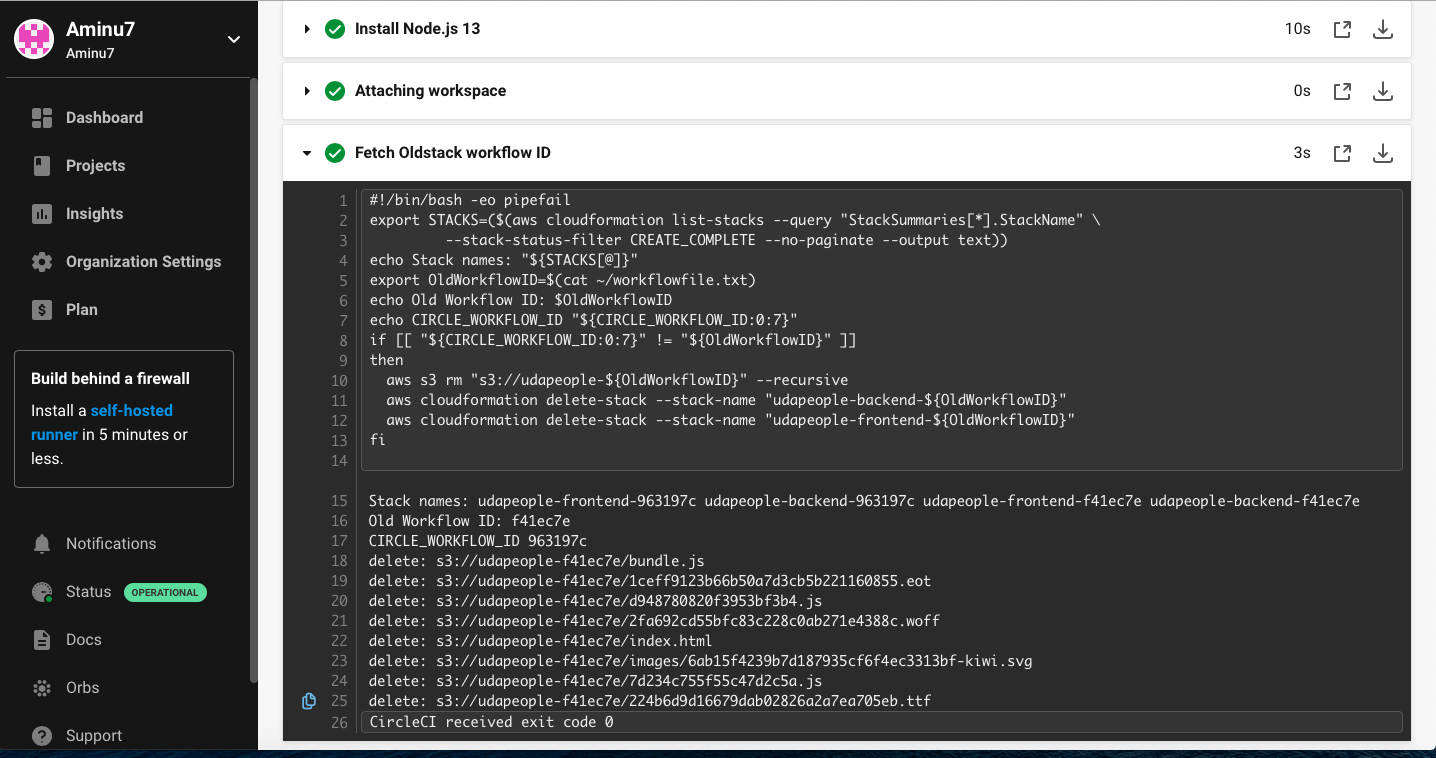 Aminu7
Aminu7
Dashboard
Projects
Insights
Organization Settings
$ Plan
Build behind a firewall
Install a self-hosted
runner in 5 minutes or
less.
Notifications
Status OPERATIONAL
Docs
Orbs
? Support
Install Node.js 13 10s
Attaching workspace 0s
Fetch Oldstack workflow ID 3s
1 #!/bin/bash -eo pipefail
2 export STACKS=($(aws cloudformation list-stacks --query "StackSummaries[*].StackName" \
3 --stack-status-filter CREATE_COMPLETE --no-paginate --output text))
4 echo Stack names: "${STACKS[@]}"
5 export OldWorkflowID=$(cat ~/workflowfile.txt)
6 echo Old Workflow ID: $OldWorkflowID
7 echo CIRCLE_WORKFLOW_ID "${CIRCLE_WORKFLOW_ID:0:7}"
8 if [[ "${CIRCLE_WORKFLOW_ID:0:7}" != "${OldWorkflowID}" ]]
9 then
10 aws s3 rm "s3://udapeople-${OldWorkflowID}" --recursive
11 aws cloudformation delete-stack --stack-name "udapeople-backend-${OldWorkflowID}"
12 aws cloudformation delete-stack --stack-name "udapeople-frontend-${OldWorkflowID}"
13 fi
14
15 Stack names: udapeople-frontend-963197c udapeople-backend-963197c udapeople-frontend-f41ec7e udapeople-backend-f41ec7e
16 Old Workflow ID: f41ec7e
17 CIRCLE_WORKFLOW_ID 963197c
18 delete: s3://udapeople-f41ec7e/bundle.js
19 delete: s3://udapeople-f41ec7e/1ceff9123b66b50a7d3cb5b221160855.eot
20 delete: s3://udapeople-f41ec7e/d948780820f3953bf3b4.js
21 delete: s3://udapeople-f41ec7e/2fa692cd55bfc83c228c0ab271e4388c.woff
22 delete: s3://udapeople-f41ec7e/index.html
23 delete: s3://udapeople-f41ec7e/images/6ab15f4239b7d187935cf6f4ec3313bf-kiwi.svg
24 delete: s3://udapeople-f41ec7e/7d234c755f55c47d2c5a.js
25 delete: s3://udapeople-f41ec7e/224b6d9d16679dab02826a2a7ea705eb.ttf
26 CircleCI received exit code 0